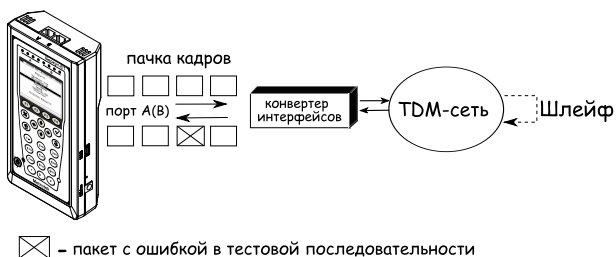 пачка кадров
порт А(В)
конвертер
интерфейсов
TDM-сеть
Шлейф
– пакет с ошибкой в тестовой последовательности